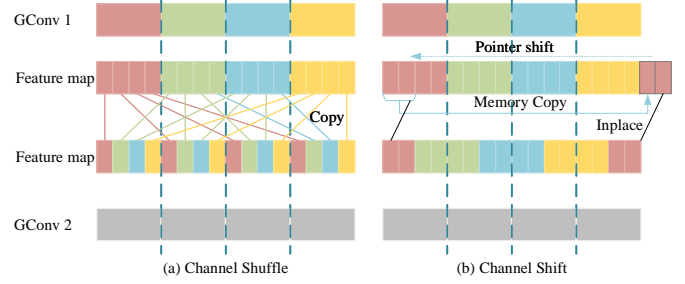 GConv 1
Pointer shift
Feature map
Memory Copy
Copy
Inplace
Feature map
GConv 2
(a) Channel Shuffle
(b) Channel Shift